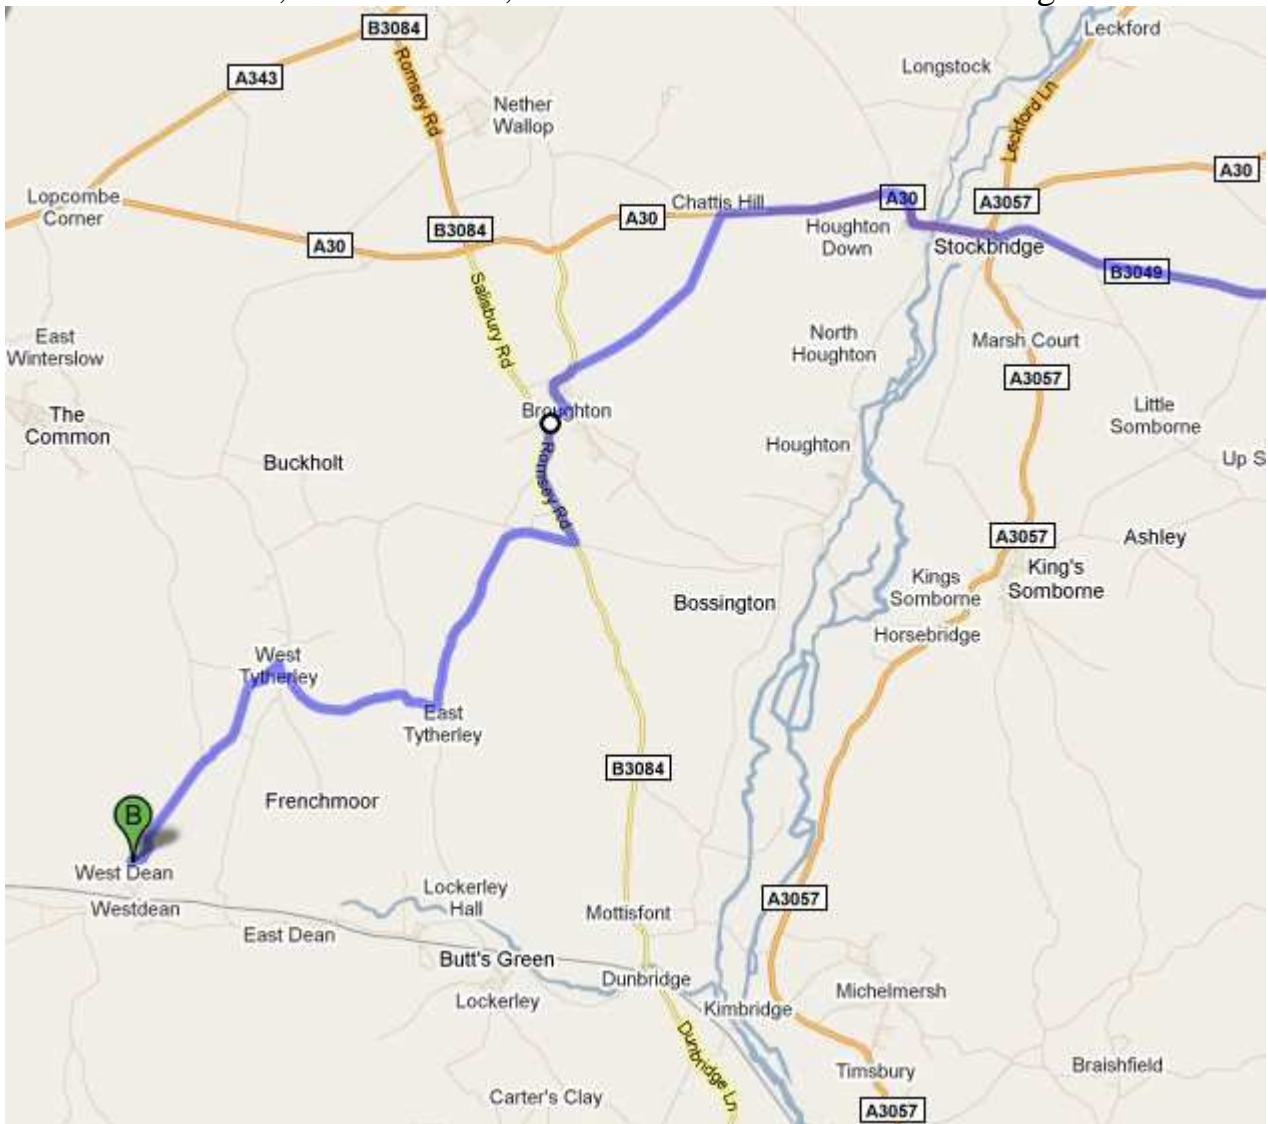 B3084
Leckford
Romsey Rd
Longstock
A343
Nether
Wallop
Leckford Ln
A30
Lopcombe
Corner
Chattis Hill
A30
A3057
A30
B3084
A30
Houghton
Down
Stockbridge
B3049
Salisbury Rd
East
Winterslow
North
Houghton
Marsh Court
A3057
The
Common
Broughton
Little
Somborne
Buckholt
Houghton
Up S
Romsey Rd
A3057
Ashley
Kings
Somborne
King's
Somborne
Bossington
Horsebridge
West
Tytherley
East
Tytherley
B3084
Frenchmoor
B
West Dean
Westdean
Lockerley
Hall
A3057
Mottisfont
East Dean
Butt's Green
Dunbridge
Lockerley
Kimbridge
Michelmersh
Dunbridge Ln
Timsbury
Braishfield
Carter's Clay
A3057